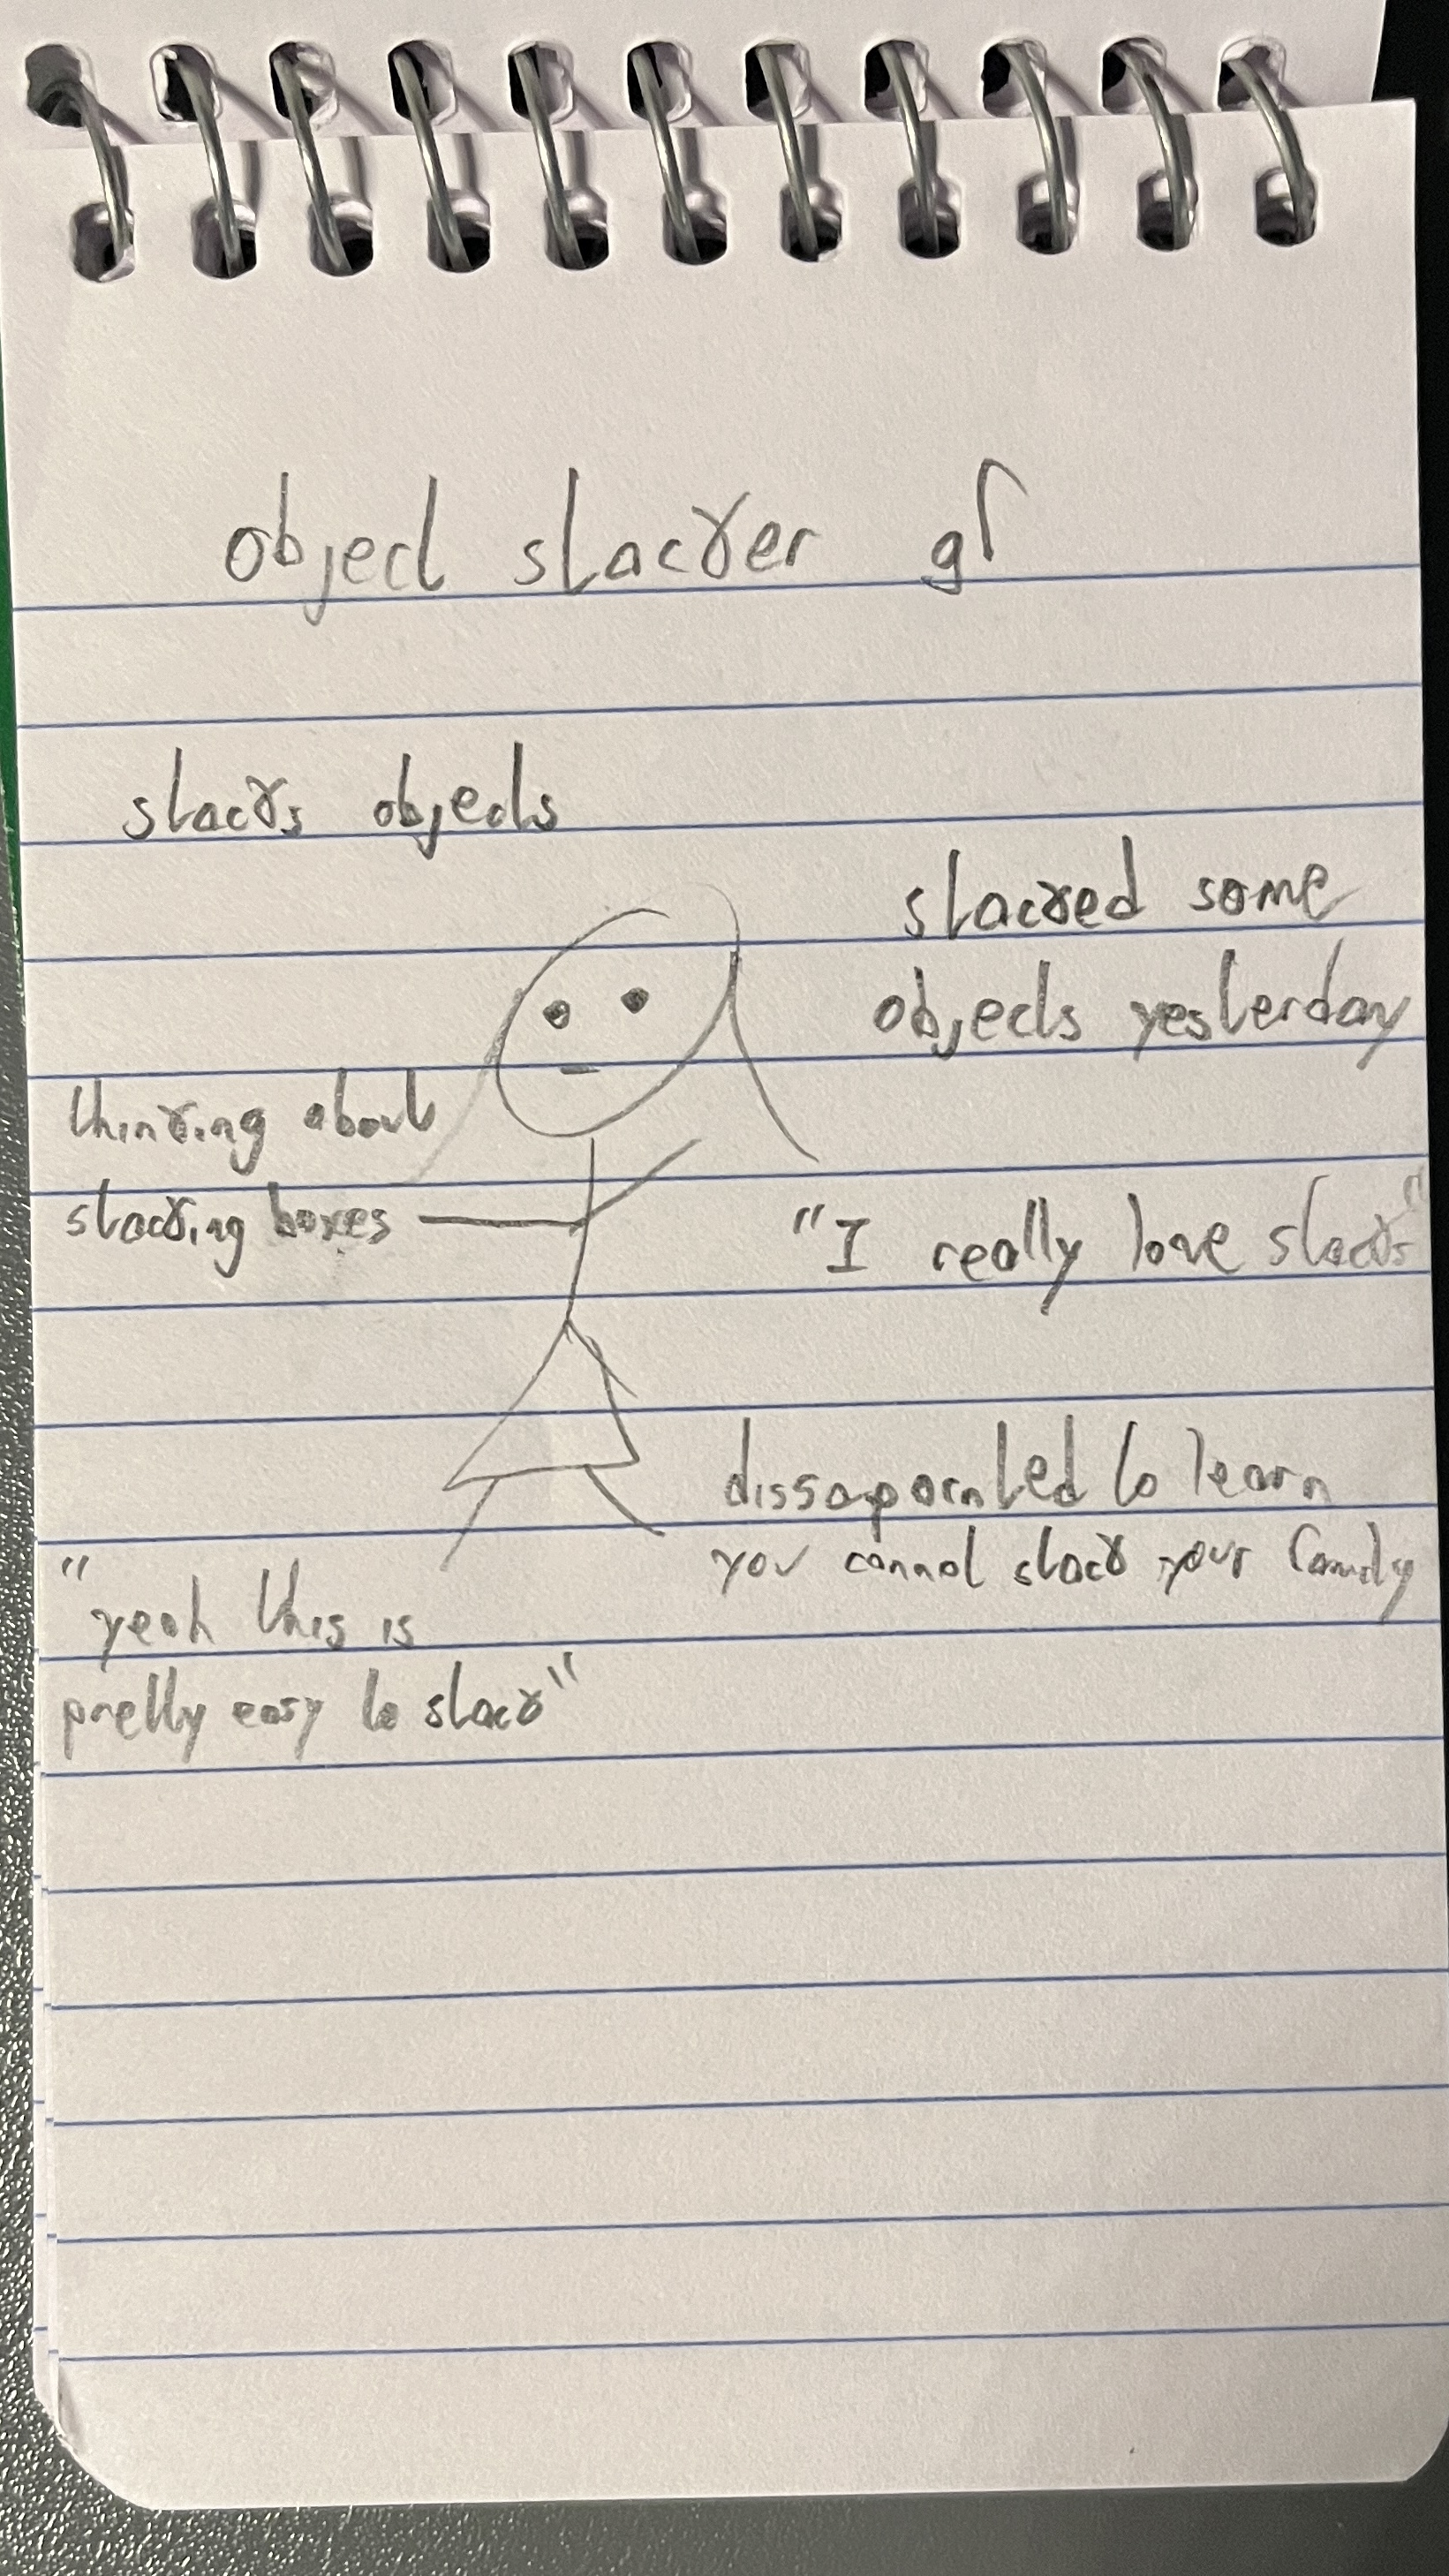 object stacker gf
stacks objects
stacked some
objects yesterday
thinking about
stacking boxes
"I really love stacks"
dissapointed to learn
you cannot stack your family
"yeah this is
pretty easy to stack"